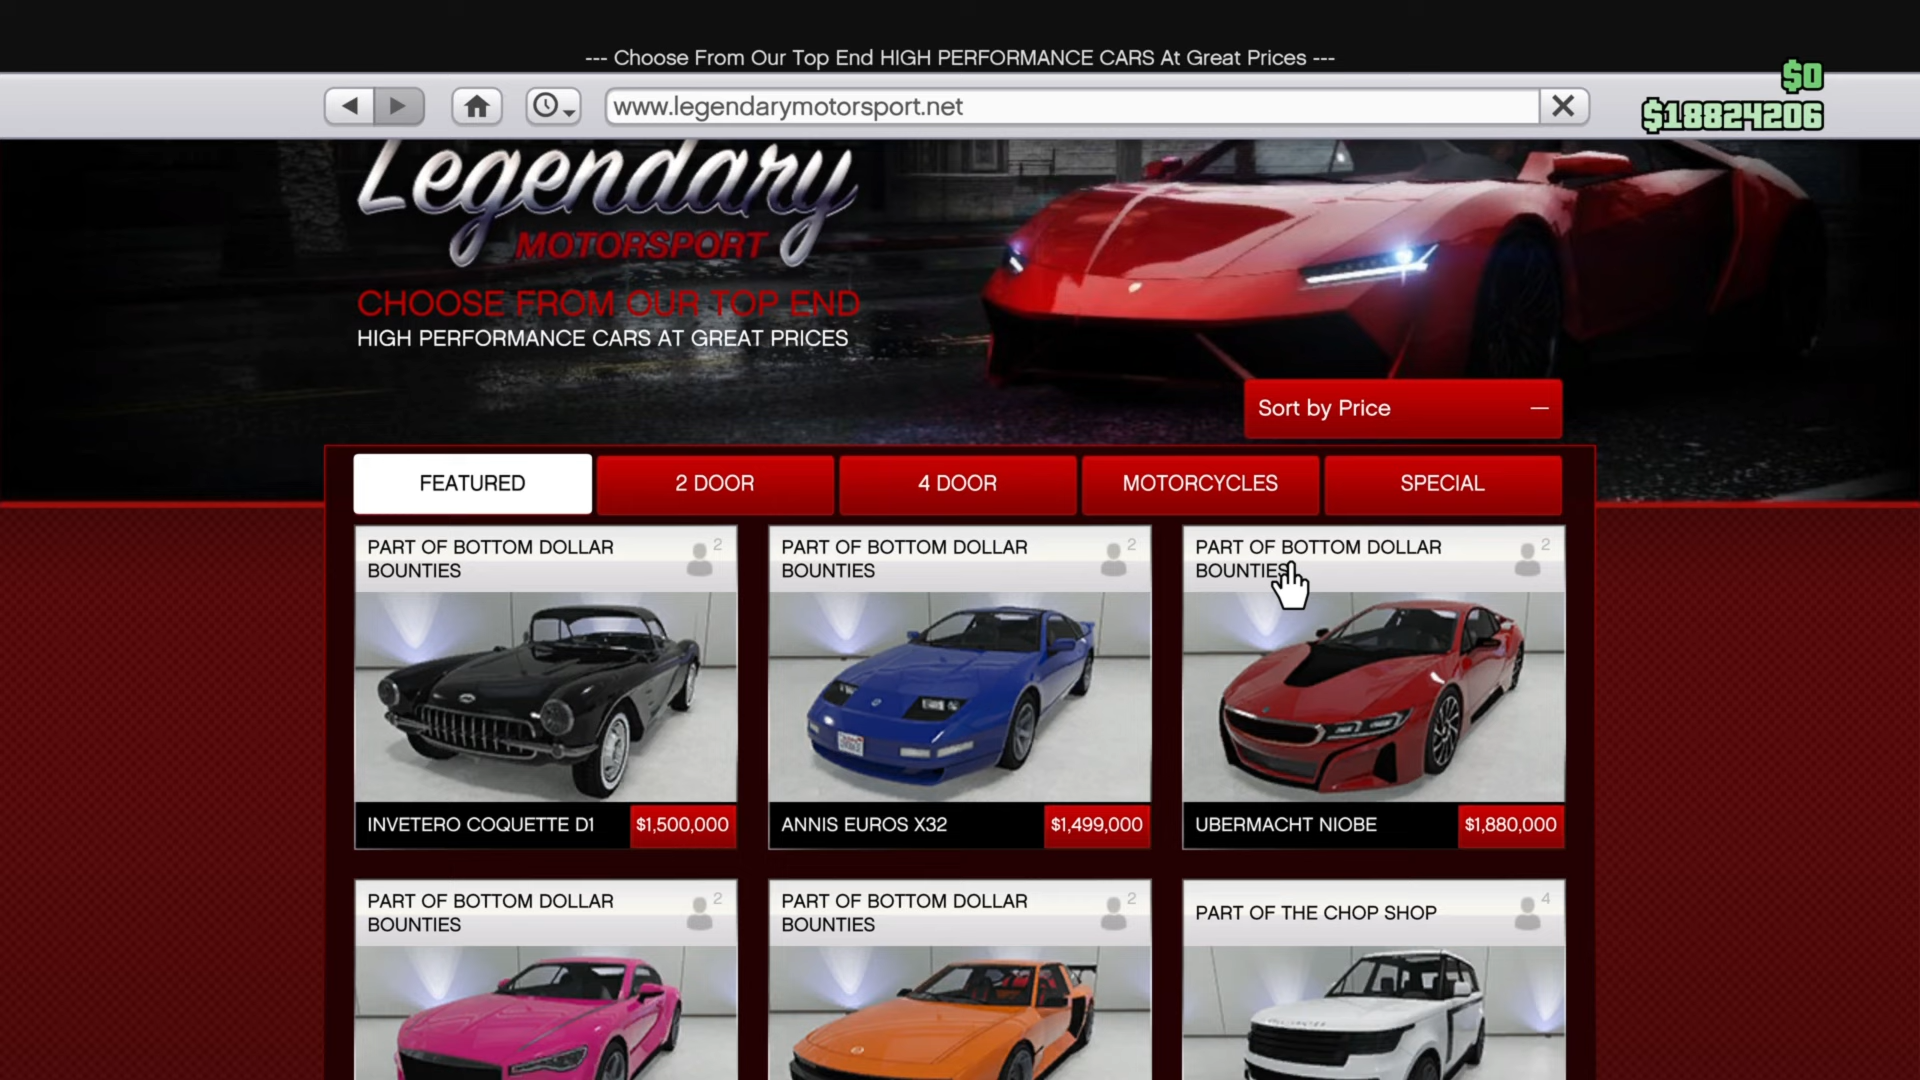 --- Choose From Our Top End HIGH PERFORMANCE CARS At Great Prices ---
$0
www.legendarymotorsport.net
$18824206
Legendary
MOTORSPORT
CHOOSE FROM OUR TOP END
HIGH PERFORMANCE CARS AT GREAT PRICES
Sort by Price
FEATURED
2 DOOR
4 DOOR
MOTORCYCLES
SPECIAL
PART OF BOTTOM DOLLAR
BOUNTIES
2
PART OF BOTTOM DOLLAR
BOUNTIES
2
PART OF BOTTOM DOLLAR
BOUNTIES
2
INVETERO COQUETTE D1
$1,500,000
ANNIS EUROS X32
$1,499,000
UBERMACHT NIOBE
$1,880,000
PART OF BOTTOM DOLLAR
BOUNTIES
2
PART OF BOTTOM DOLLAR
BOUNTIES
2
PART OF THE CHOP SHOP
4